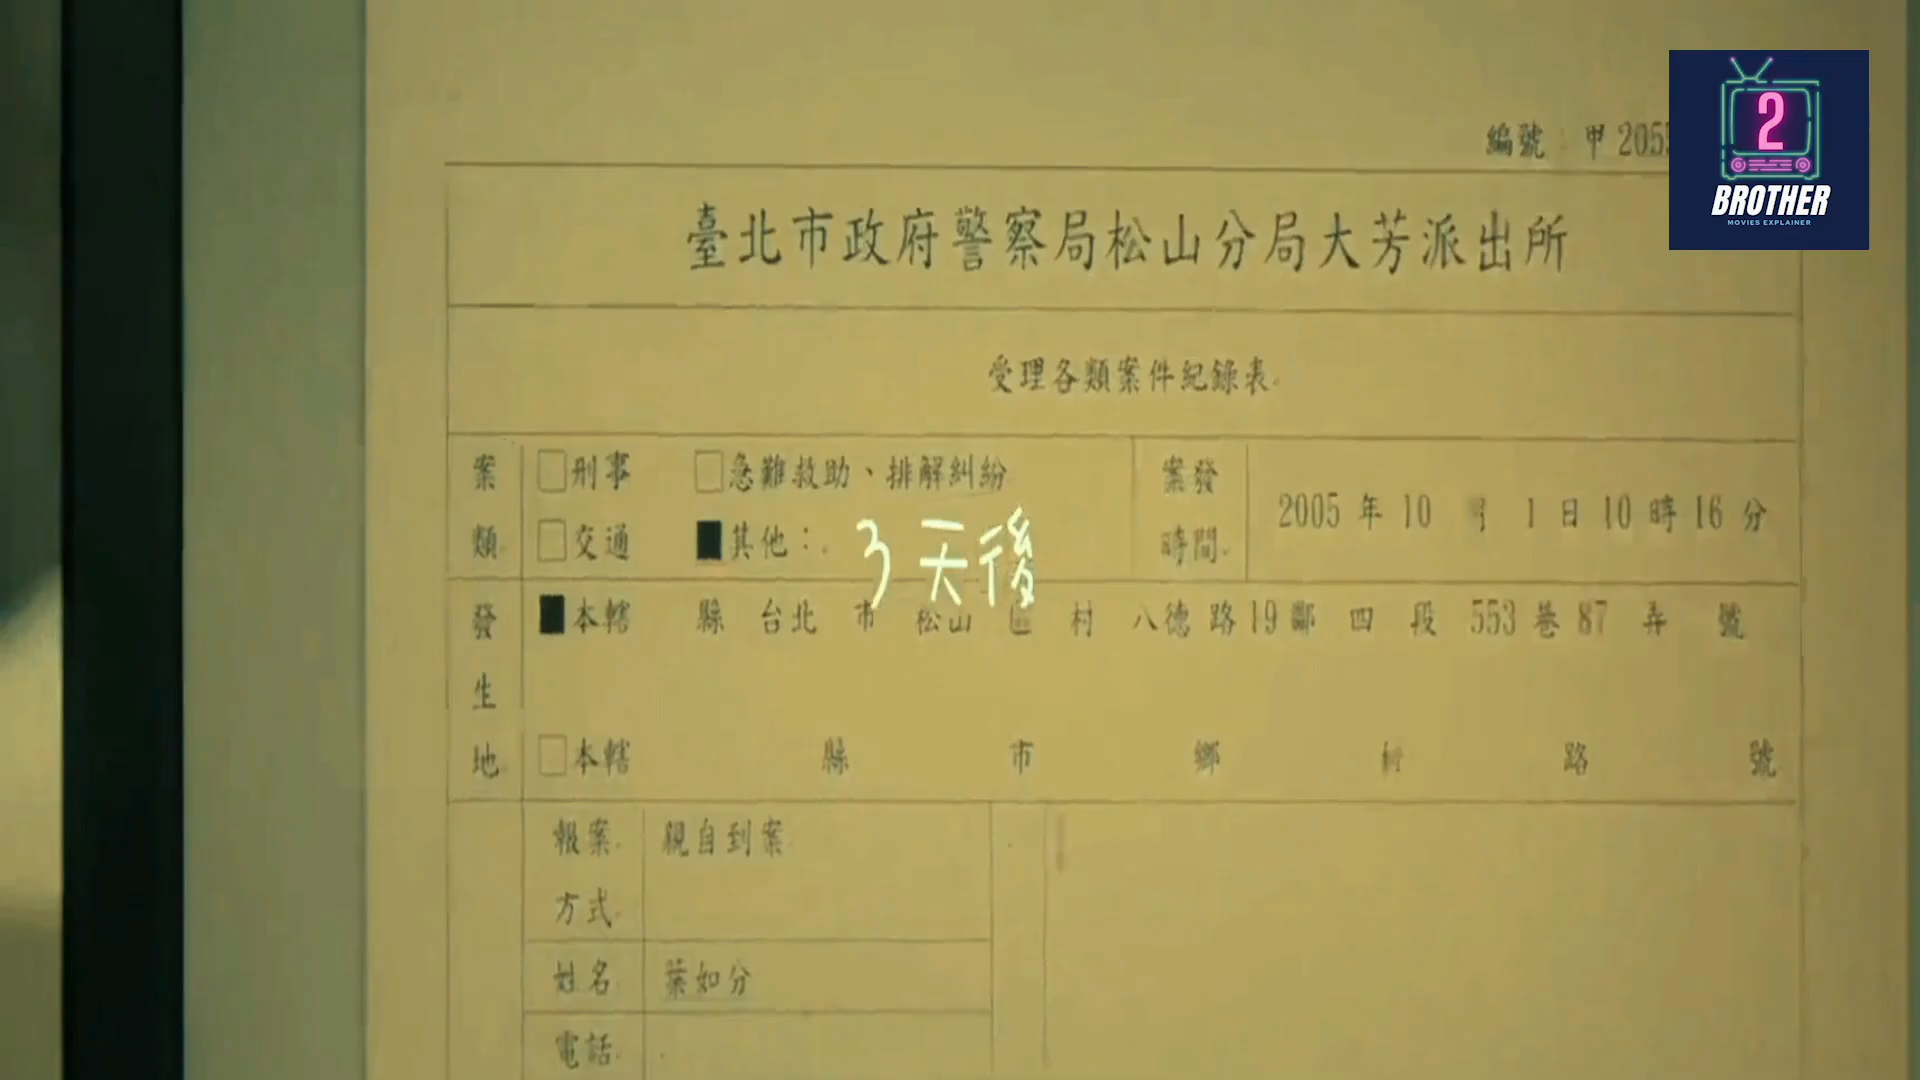 編號：甲205
2
BROTHER
MOVIES EXPLAINER
臺北市政府警察局松山分局大芳派出所
受理各類案件紀錄表
案類 □刑事 □急難救助、排解糾紛 案發時間 2005 年 10 月 1 日 10 時 16 分
□交通 ■其他：
3天後
發生地 ■本轄 縣 台北 市 松山 區 村 八德 路 19 鄰 四 段 553 巷 87 弄 號
□本轄 縣 市 鄉 村 路 號
報案方式 親自到案
姓名 葉如分
電話